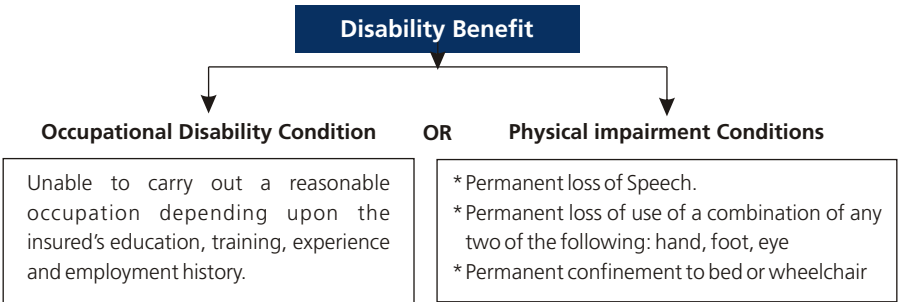 Disability Benefit
Occupational Disability Condition OR Physical impairment Conditions
Unable to carry out a reasonable
occupation depending upon the
insured's education, training, experience
and employment history.
* Permanent loss of Speech.
* Permanent loss of use of a combination of any
two of the following: hand, foot, eye
* Permanent confinement to bed or wheelchair